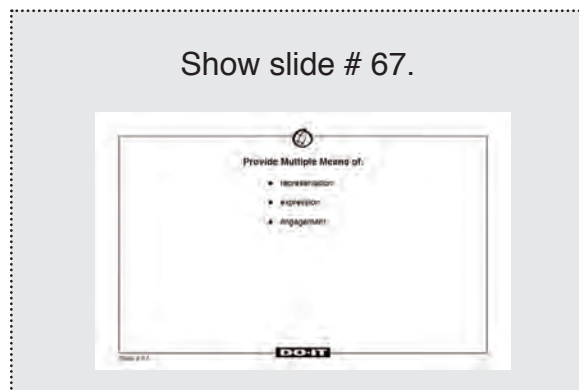 Show slide # 67.
Provide Multiple Means of:
• representation
• expression
• engagement
DO-IT